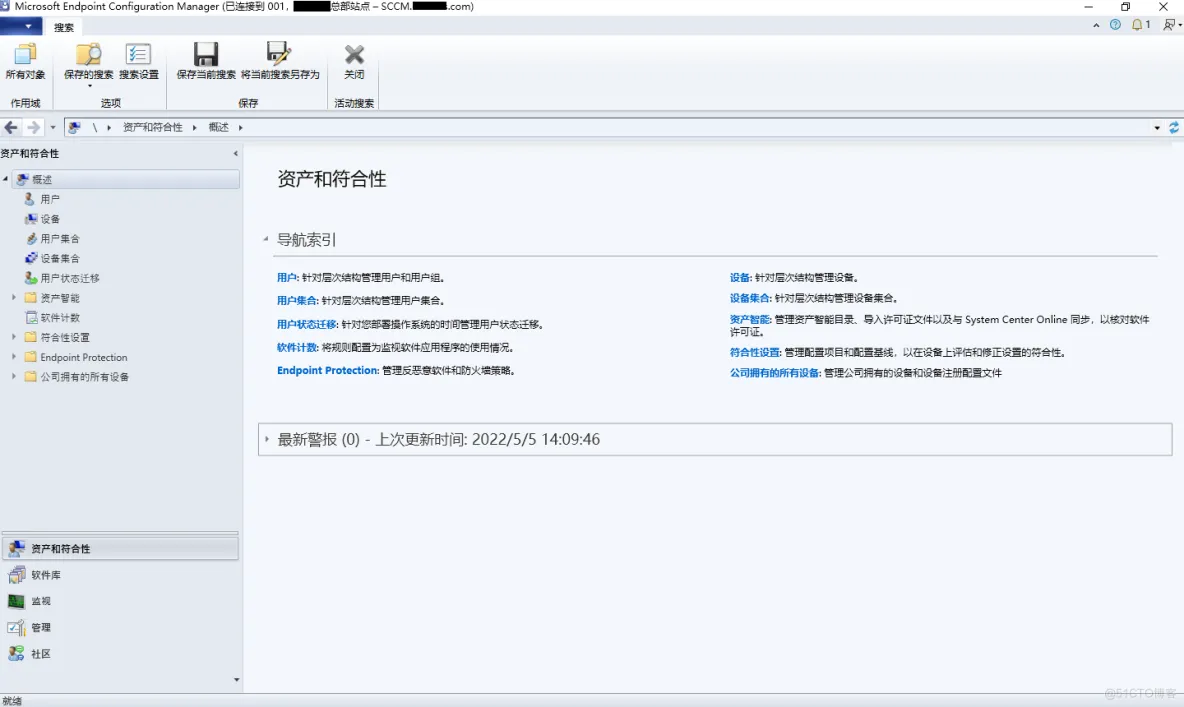 Microsoft Endpoint Configuration Manager (已连接到 001, 总部站点 – SCCM. .com)
搜索
1
所有对象
保存的搜索
搜索设置
保存当前搜索
将当前搜索另存为
关闭
作用域
选项
保存
活动搜索
\ 资产和符合性 概述
资产和符合性
概述
用户
设备
用户集合
设备集合
用户状态迁移
资产智能
软件计数
符合性设置
Endpoint Protection
公司拥有的所有设备
资产和符合性
软件库
监视
管理
社区
资产和符合性
导航索引
用户: 针对层次结构管理用户和用户组。
用户集合: 针对层次结构管理用户集合。
用户状态迁移: 针对您部署操作系统的时间管理用户状态迁移。
软件计数: 将规则配置为监视软件应用程序的使用情况。
Endpoint Protection: 管理反恶意软件和防火墙策略。
设备: 针对层次结构管理设备。
设备集合: 针对层次结构管理设备集合。
资产智能: 管理资产智能目录、导入许可证文件以及与 System Center Online 同步，以核对软件
许可证。
符合性设置: 管理配置项目和配置基线，以在设备上评估和修正设置的符合性。
公司拥有的所有设备: 管理公司拥有的设备和设备注册配置文件
最新警报 (0) - 上次更新时间: 2022/5/5 14:09:46
就绪
@51CTO博客